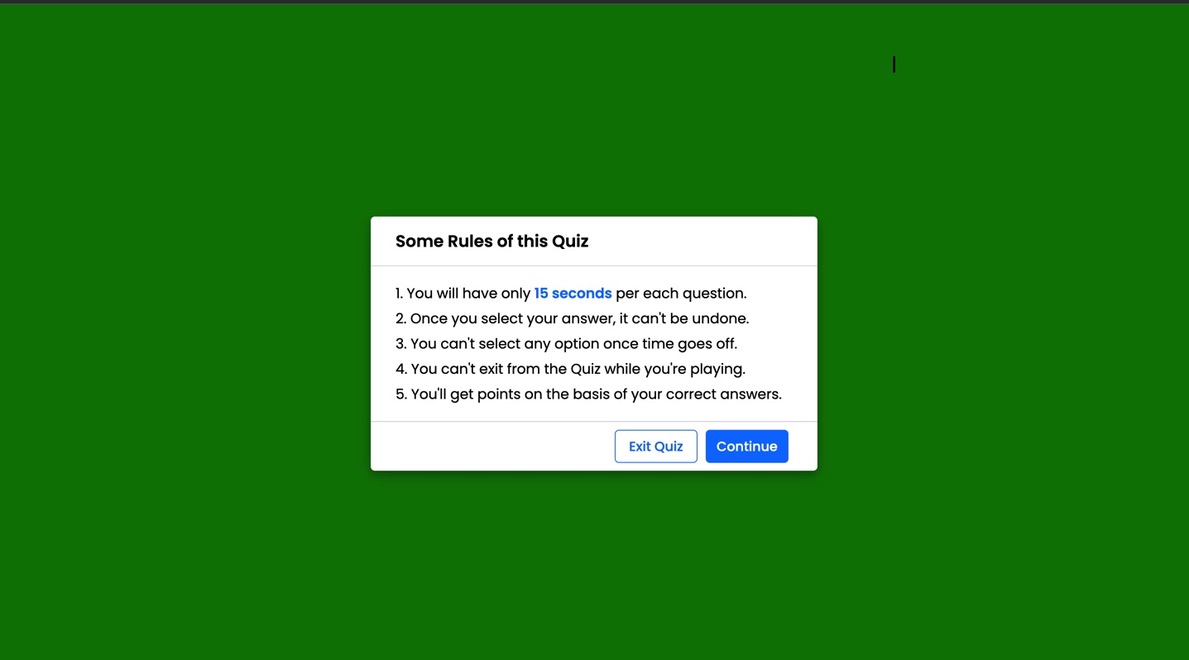 Some Rules of this Quiz
1. You will have only 15 seconds per each question.
2. Once you select your answer, it can't be undone.
3. You can't select any option once time goes off.
4. You can't exit from the Quiz while you're playing.
5. You'll get points on the basis of your correct answers.
Exit Quiz Continue